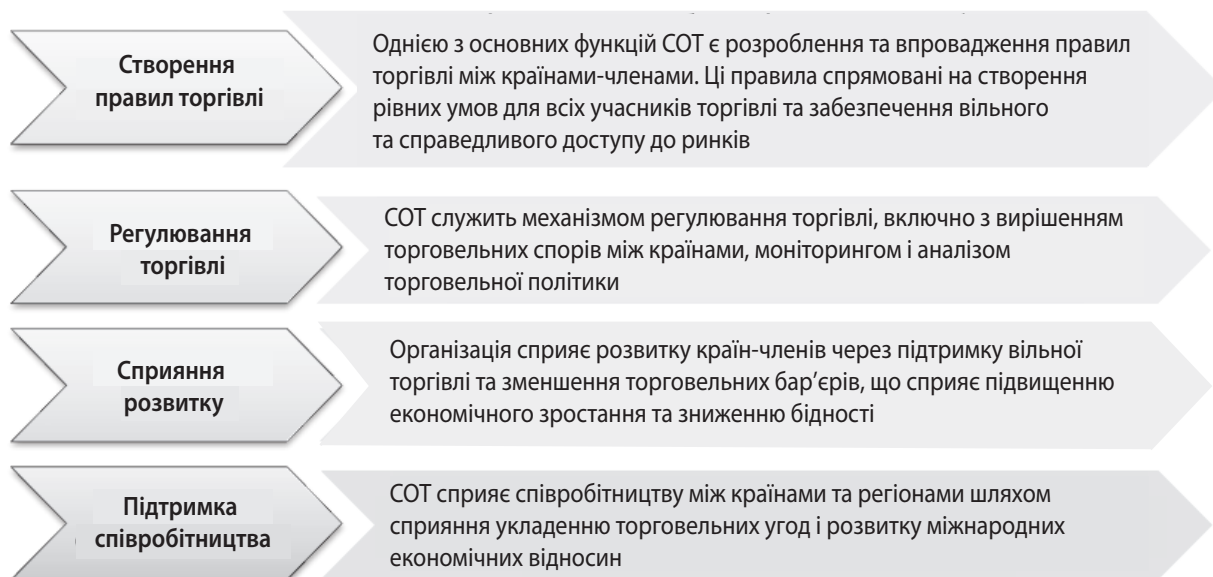 Створення
правил торгівлі
Однією з основних функцій СОТ є розроблення та впровадження правил
торгівлі між країнами-членами. Ці правила спрямовані на створення
рівних умов для всіх учасників торгівлі та забезпечення вільного
та справедливого доступу до ринків
Регулювання
торгівлі
СОТ служить механізмом регулювання торгівлі, включно з вирішенням
торговельних спорів між країнами, моніторингом і аналізом
торговельної політики
Сприяння
розвитку
Організація сприяє розвитку країн-членів через підтримку вільної
торгівлі та зменшення торговельних бар’єрів, що сприяє підвищенню
економічного зростання та зниженню бідності
Підтримка
співробітництва
СОТ сприяє співробітництву між країнами та регіонами шляхом
сприяння укладенню торговельних угод і розвитку міжнародних
економічних відносин